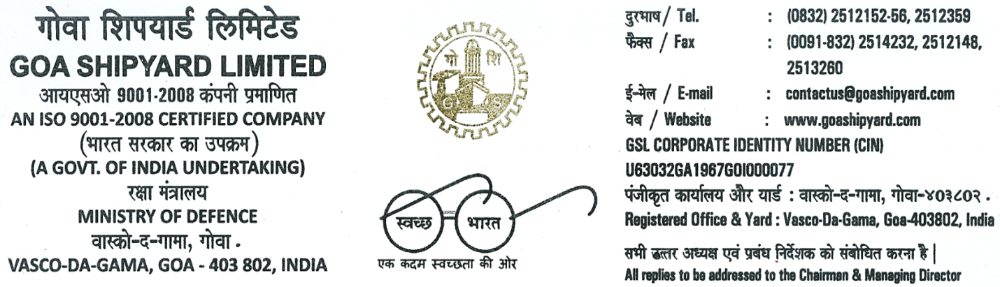 गोवा शिपयार्ड लिमिटेड
GOA SHIPYARD LIMITED
आयएसओ 9001-2008 कंपनी प्रमाणित
AN ISO 9001-2008 CERTIFIED COMPANY
(भारत सरकार का उपक्रम)
(A GOVT. OF INDIA UNDERTAKING)
रक्षा मंत्रालय
MINISTRY OF DEFENCE
वास्को-द-गामा, गोवा .
VASCO-DA-GAMA, GOA - 403 802, INDIA
गो शि
G S
स्वच्छ भारत
एक कदम स्वच्छता की ओर
दुरभाष / Tel. : (0832) 2512152-56, 2512359
फैक्स / Fax : (0091-832) 2514232, 2512148,
2513260
ई-मेल / E-mail : contactus@goashipyard.com
वेब / Website : www.goashipyard.com
GSL CORPORATE IDENTITY NUMBER (CIN)
U63032GA1967GOI000077
पंजीकृत कार्यालय और यार्ड : वास्को-द-गामा, गोवा-४०३८०२ .
Registered Office & Yard : Vasco-Da-Gama, Goa-403802, India
सभी उत्तर अध्यक्ष एवं प्रबंध निर्देशक को संबोधित करना है |
All replies to be addressed to the Chairman & Managing Director